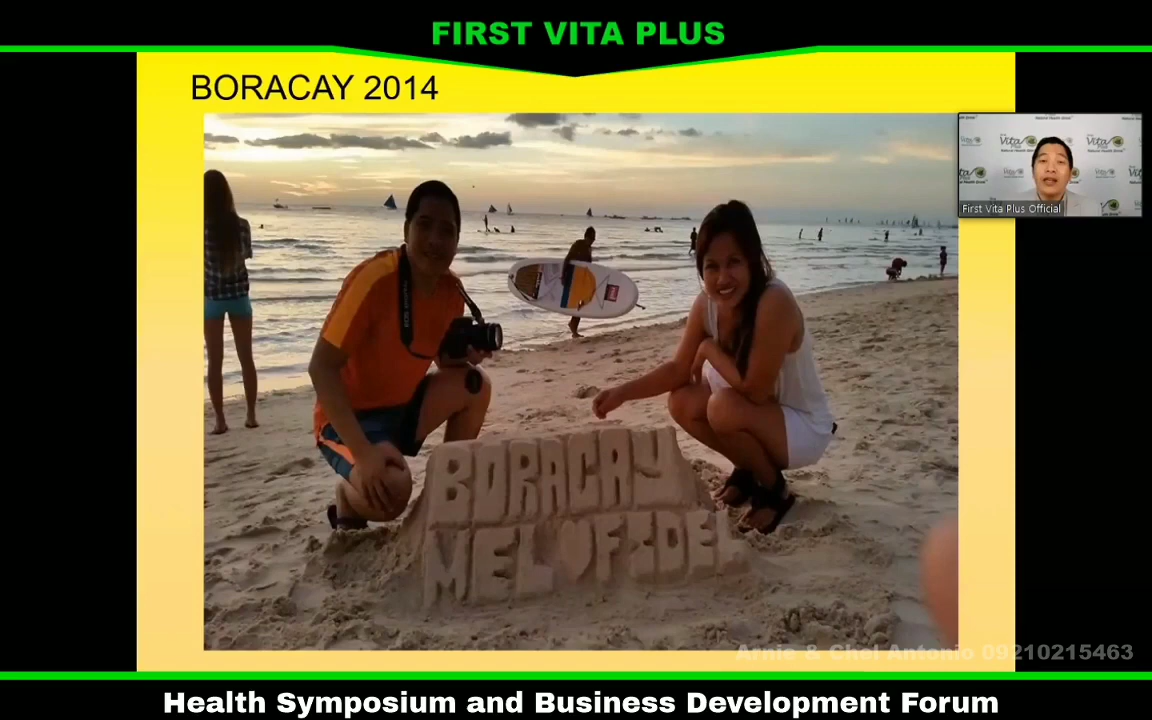 FIRST VITA PLUS
BORACAY 2014
First Vita Plus Official
BORACAY
MEL ♥ FIDEL
Arnie & Chel Antonio 09210215463
Health Symposium and Business Development Forum